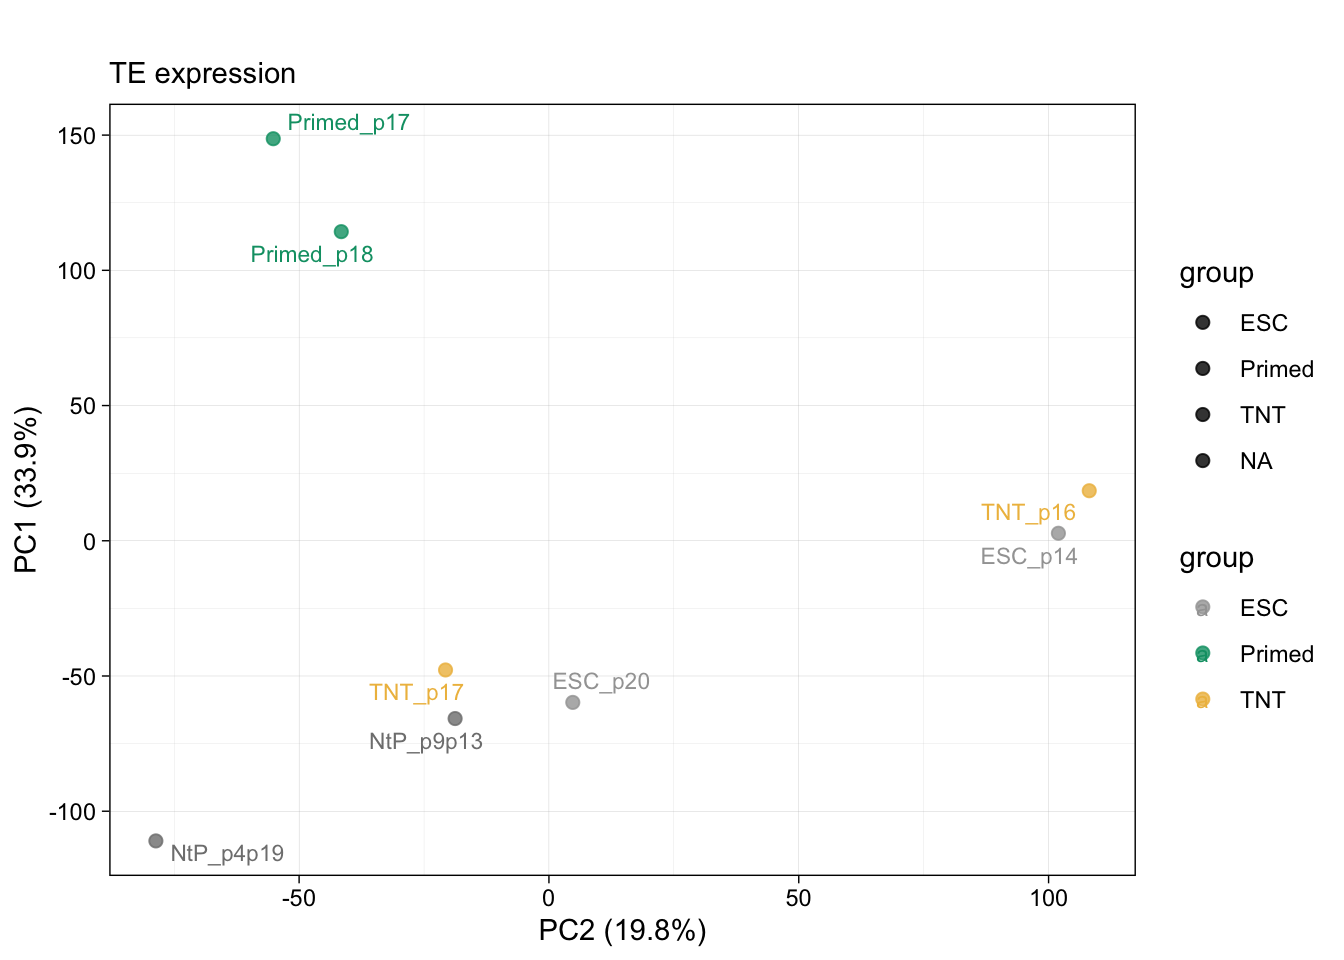 TE expression
Primed_p17
Primed_p18
TNT_p16
ESC_p14
ESC_p20
TNT_p17
NtP_p9p13
NtP_p4p19
150
100
50
0
-50
-100
PC1 (33.9%)
-50
0
50
100
PC2 (19.8%)
group
ESC
Primed
TNT
NA
group
a ESC
a Primed
a TNT